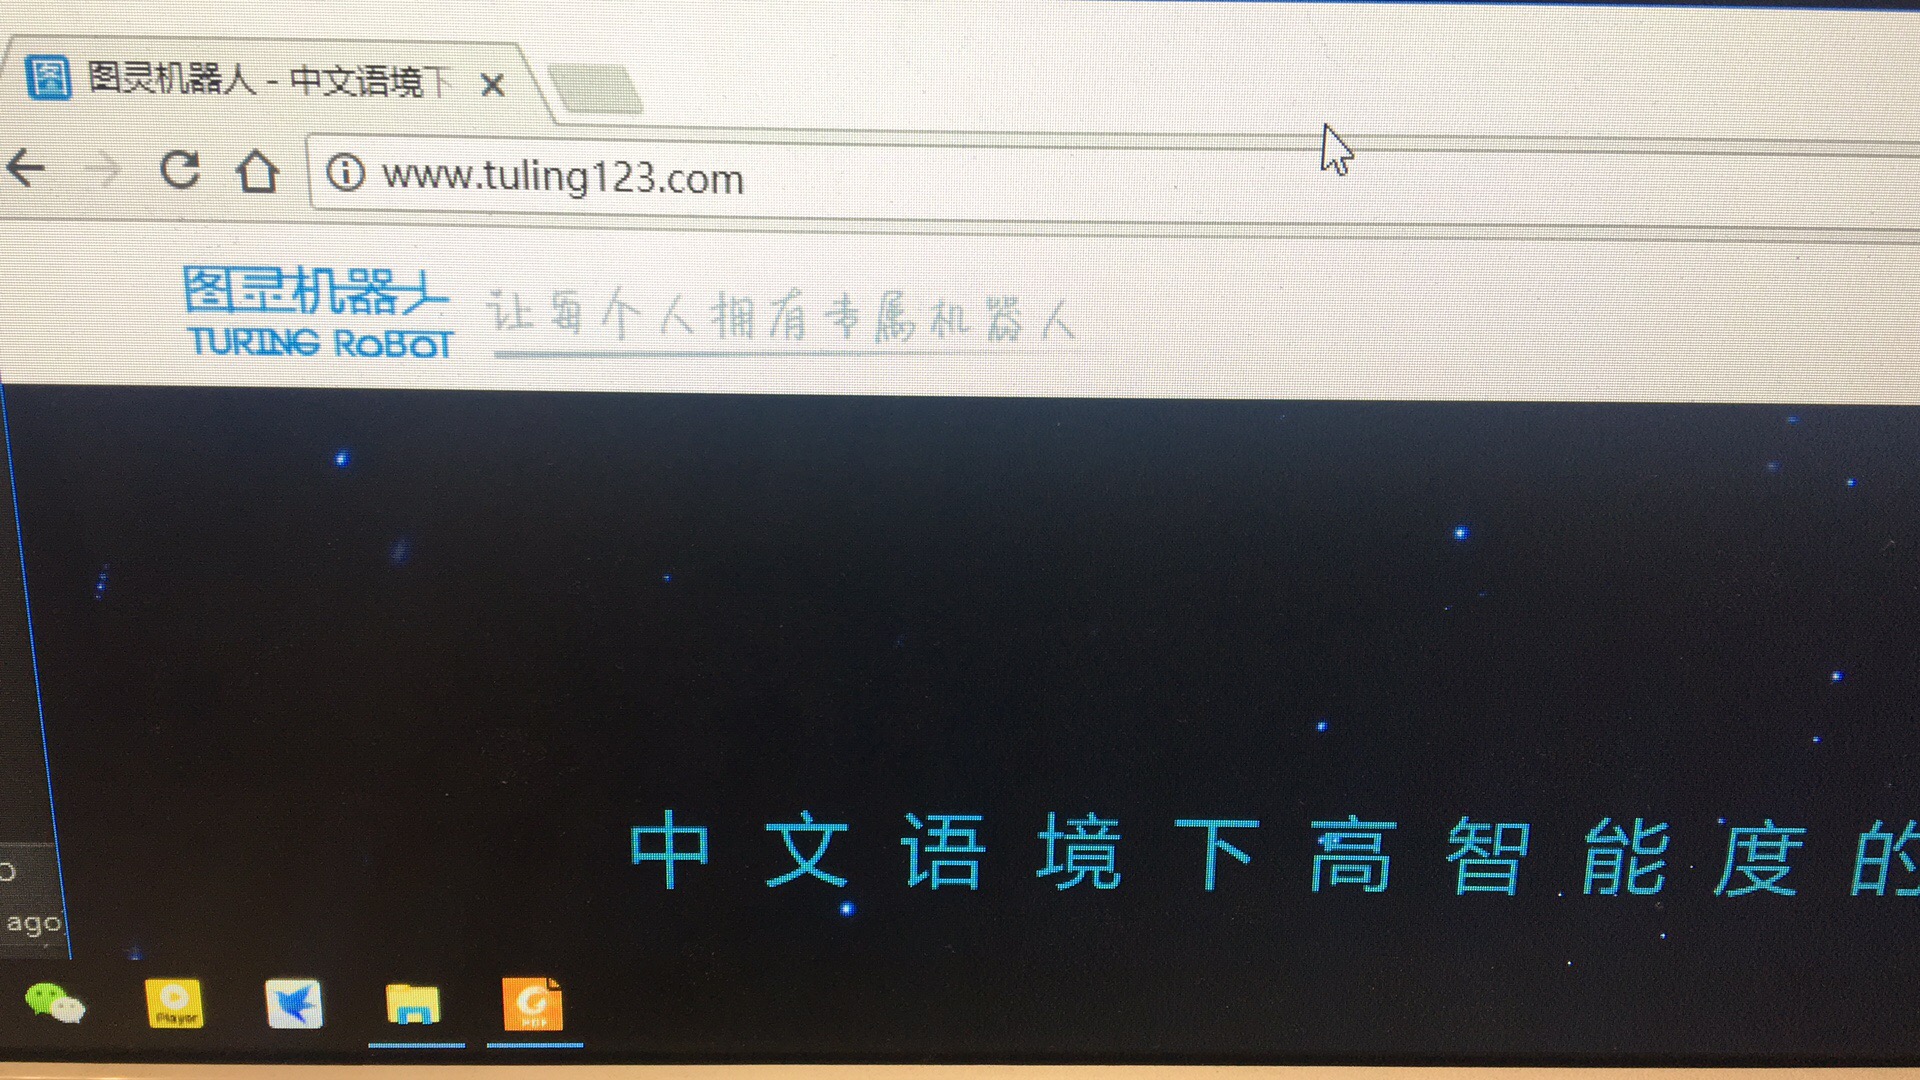 图灵机器人 - 中文语境下
www.tuling123.com
图灵机器人
TURING ROBOT
让每个人拥有专属机器人
中文语境下高智能度的
ago
Player
PDF